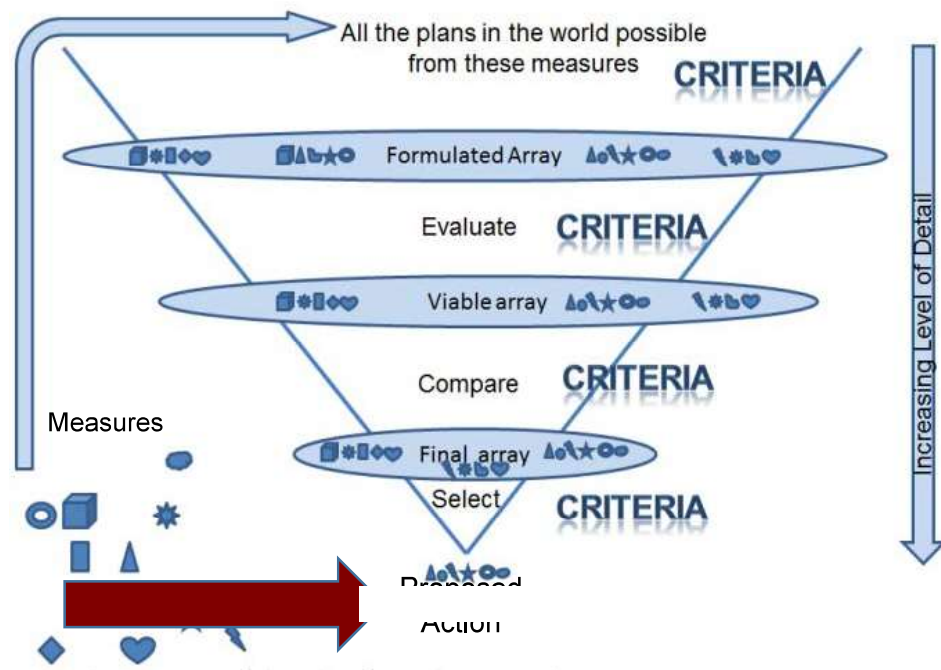 All the plans in the world possible
from these measures
CRITERIA
Formulated Array
Evaluate
CRITERIA
Viable array
Compare
CRITERIA
Measures
Final array
Select
CRITERIA
Proposed
Action
Increasing Level of Detail